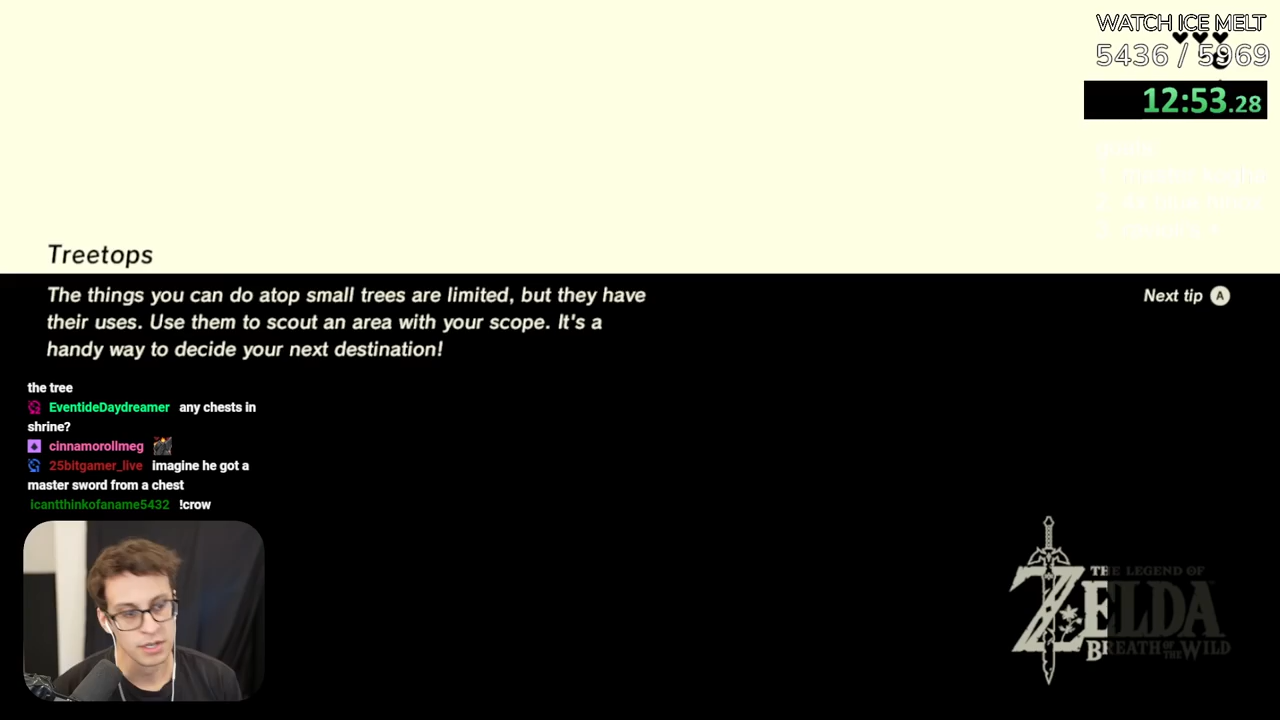 WATCH ICE MELT
5436 / 5969
12:53.28
Treetops
The things you can do atop small trees are limited, but they have
their uses. Use them to scout an area with your scope. It's a
handy way to decide your next destination!
Next tip A
the tree
EventideDaydreamer any chests in
shrine?
cinnamorollmeg
25bitgamer_live imagine he got a
master sword from a chest
icantthinkofaname5432 !crow
THE LEGEND OF
ZELDA
BREATH OF THE WILD